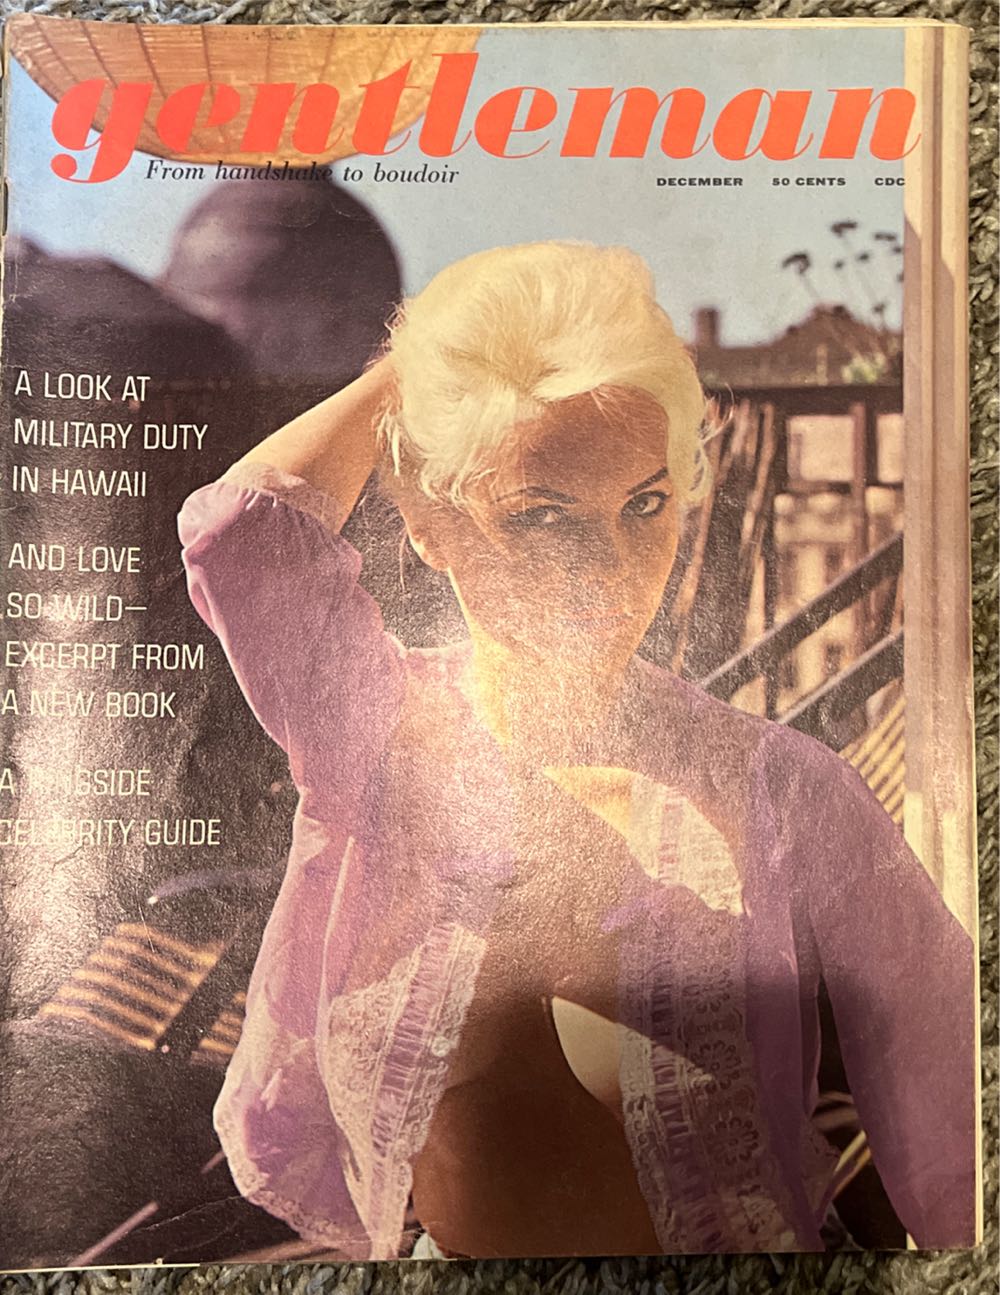 gentleman
From handshake to boudoir
DECEMBER 50 CENTS CDC
A LOOK AT
MILITARY DUTY
IN HAWAII
AND LOVE
SO WILD—
EXCERPT FROM
A NEW BOOK
A RINGSIDE
CELEBRITY GUIDE